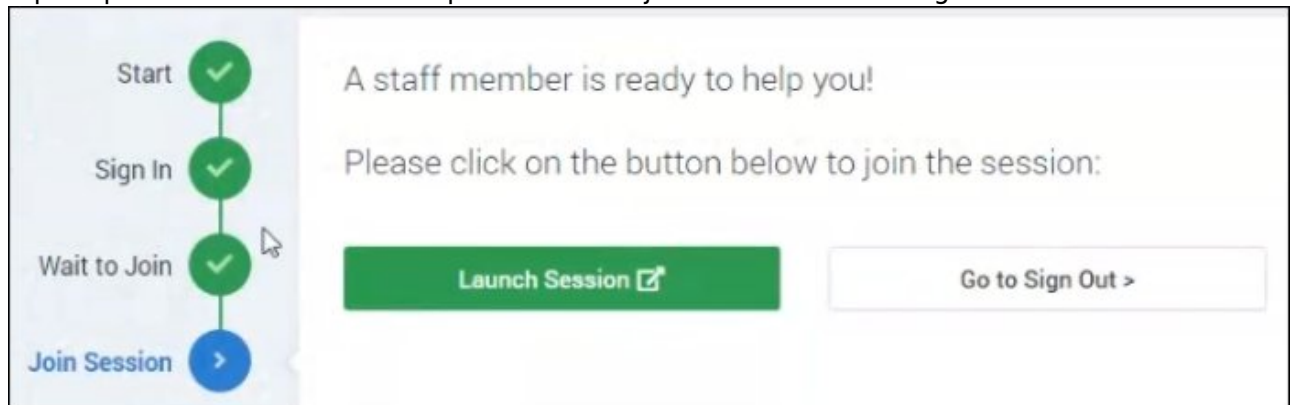 Start
A staff member is ready to help you!
Sign In
Please click on the button below to join the session:
Wait to Join
Launch Session
Go to Sign Out >
Join Session